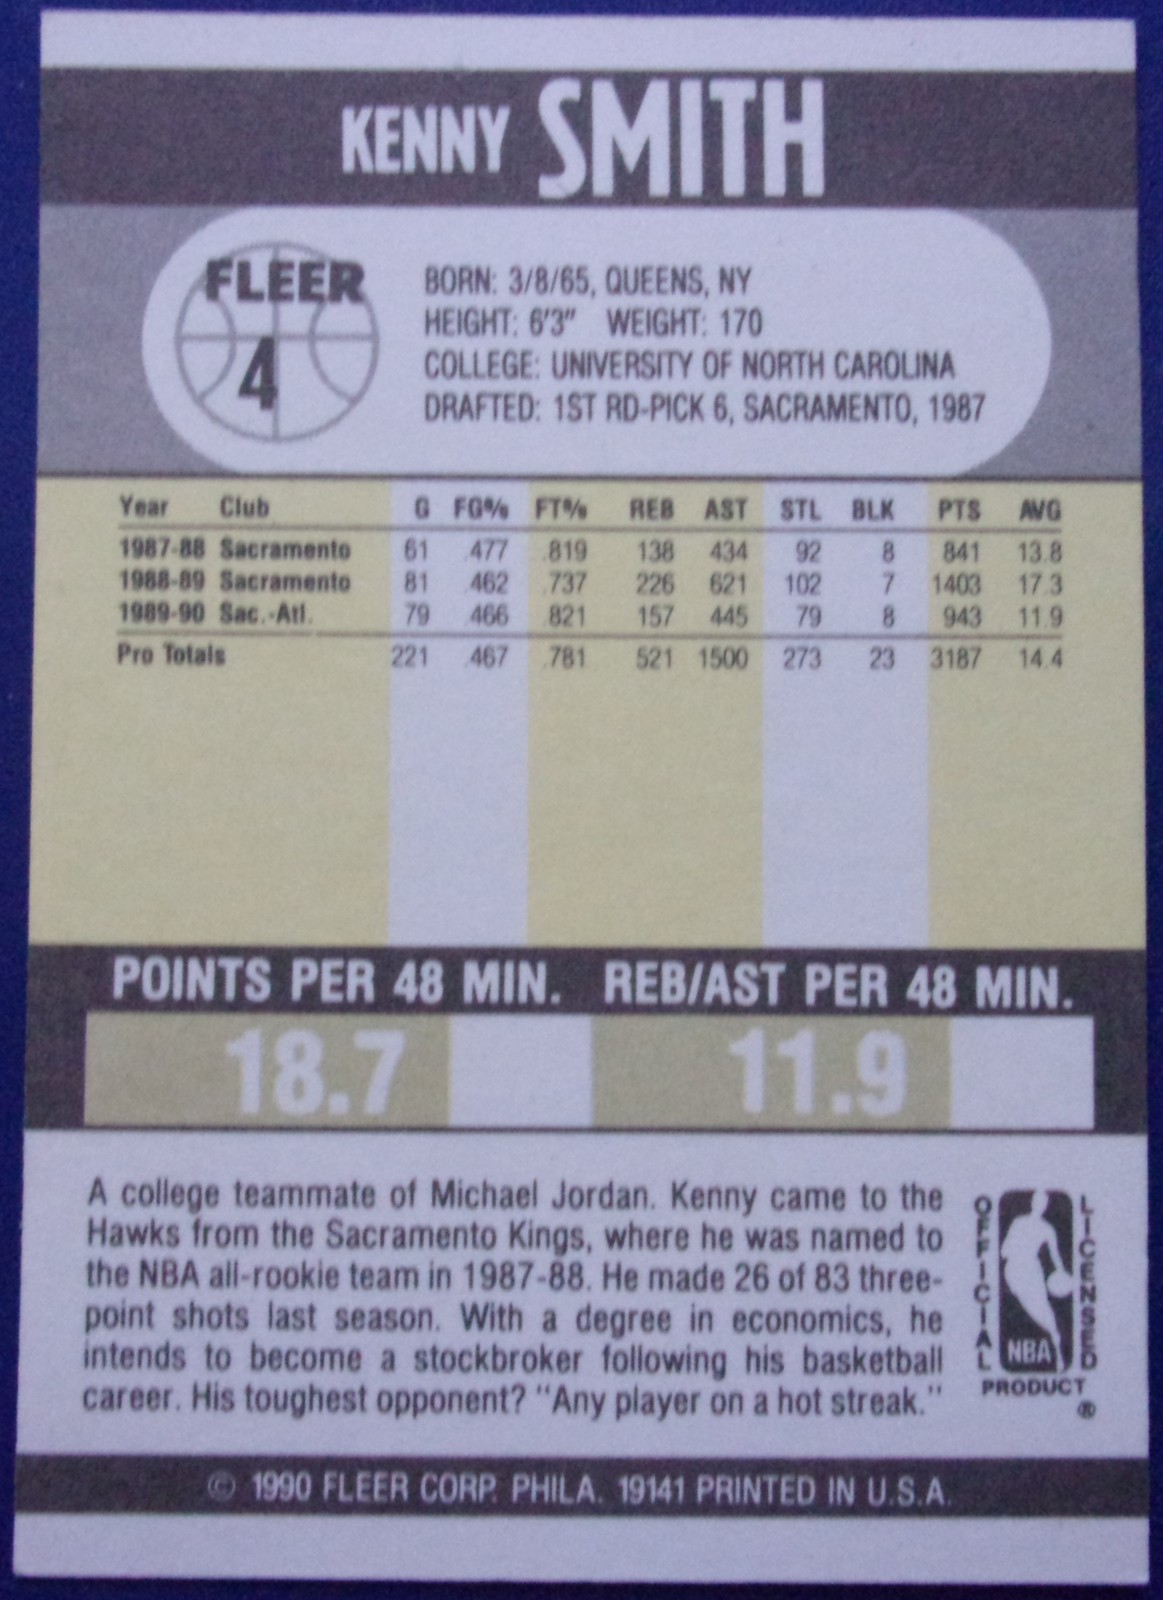 KENNY SMITH
FLEER
4
BORN: 3/8/65, QUEENS, NY
HEIGHT: 6'3" WEIGHT: 170
COLLEGE: UNIVERSITY OF NORTH CAROLINA
DRAFTED: 1ST RD-PICK 6, SACRAMENTO, 1987
Year Club G FG% FT% REB AST STL BLK PTS AVG
1987-88 Sacramento 61 .477 .819 138 434 92 8 841 13.8
1988-89 Sacramento 81 .462 .737 226 621 102 7 1403 17.3
1989-90 Sac.-Atl. 79 .466 .821 157 445 79 8 943 11.9
Pro Totals 221 .467 .781 521 1500 273 23 3187 14.4
POINTS PER 48 MIN. REB/AST PER 48 MIN.
18.7 11.9
A college teammate of Michael Jordan. Kenny came to the
Hawks from the Sacramento Kings, where he was named to
the NBA all-rookie team in 1987-88. He made 26 of 83 three-
point shots last season. With a degree in economics, he
intends to become a stockbroker following his basketball
career. His toughest opponent? "Any player on a hot streak."
OFFICIAL
NBA
LICENSED
PRODUCT
®
© 1990 FLEER CORP. PHILA. 19141 PRINTED IN U.S.A.